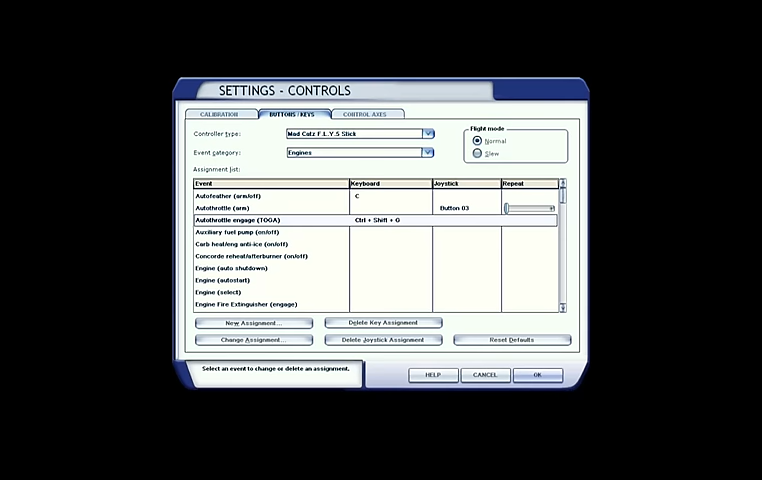 SETTINGS - CONTROLS
CALIBRATION BUTTONS / KEYS CONTROL AXES
Controller type: Mad Catz F.L.Y.5 Stick
Flight mode
Normal
Event category: Engines
Slew
Assignment list:
Event Keyboard Joystick Repeat
Autofeather (arm/off) C
Autothrottle (arm) Button 03
Autothrottle engage (TOGA) Ctrl + Shift + G
Auxiliary fuel pump (on/off)
Carb heat/eng anti-ice (on/off)
Concorde reheat/afterburner (on/off)
Engine (auto shutdown)
Engine (autostart)
Engine (select)
Engine Fire Extinguisher (engage)
New Assignment... Delete Key Assignment
Change Assignment... Delete Joystick Assignment Reset Defaults
Select an event to change or delete an assignment.
HELP CANCEL OK